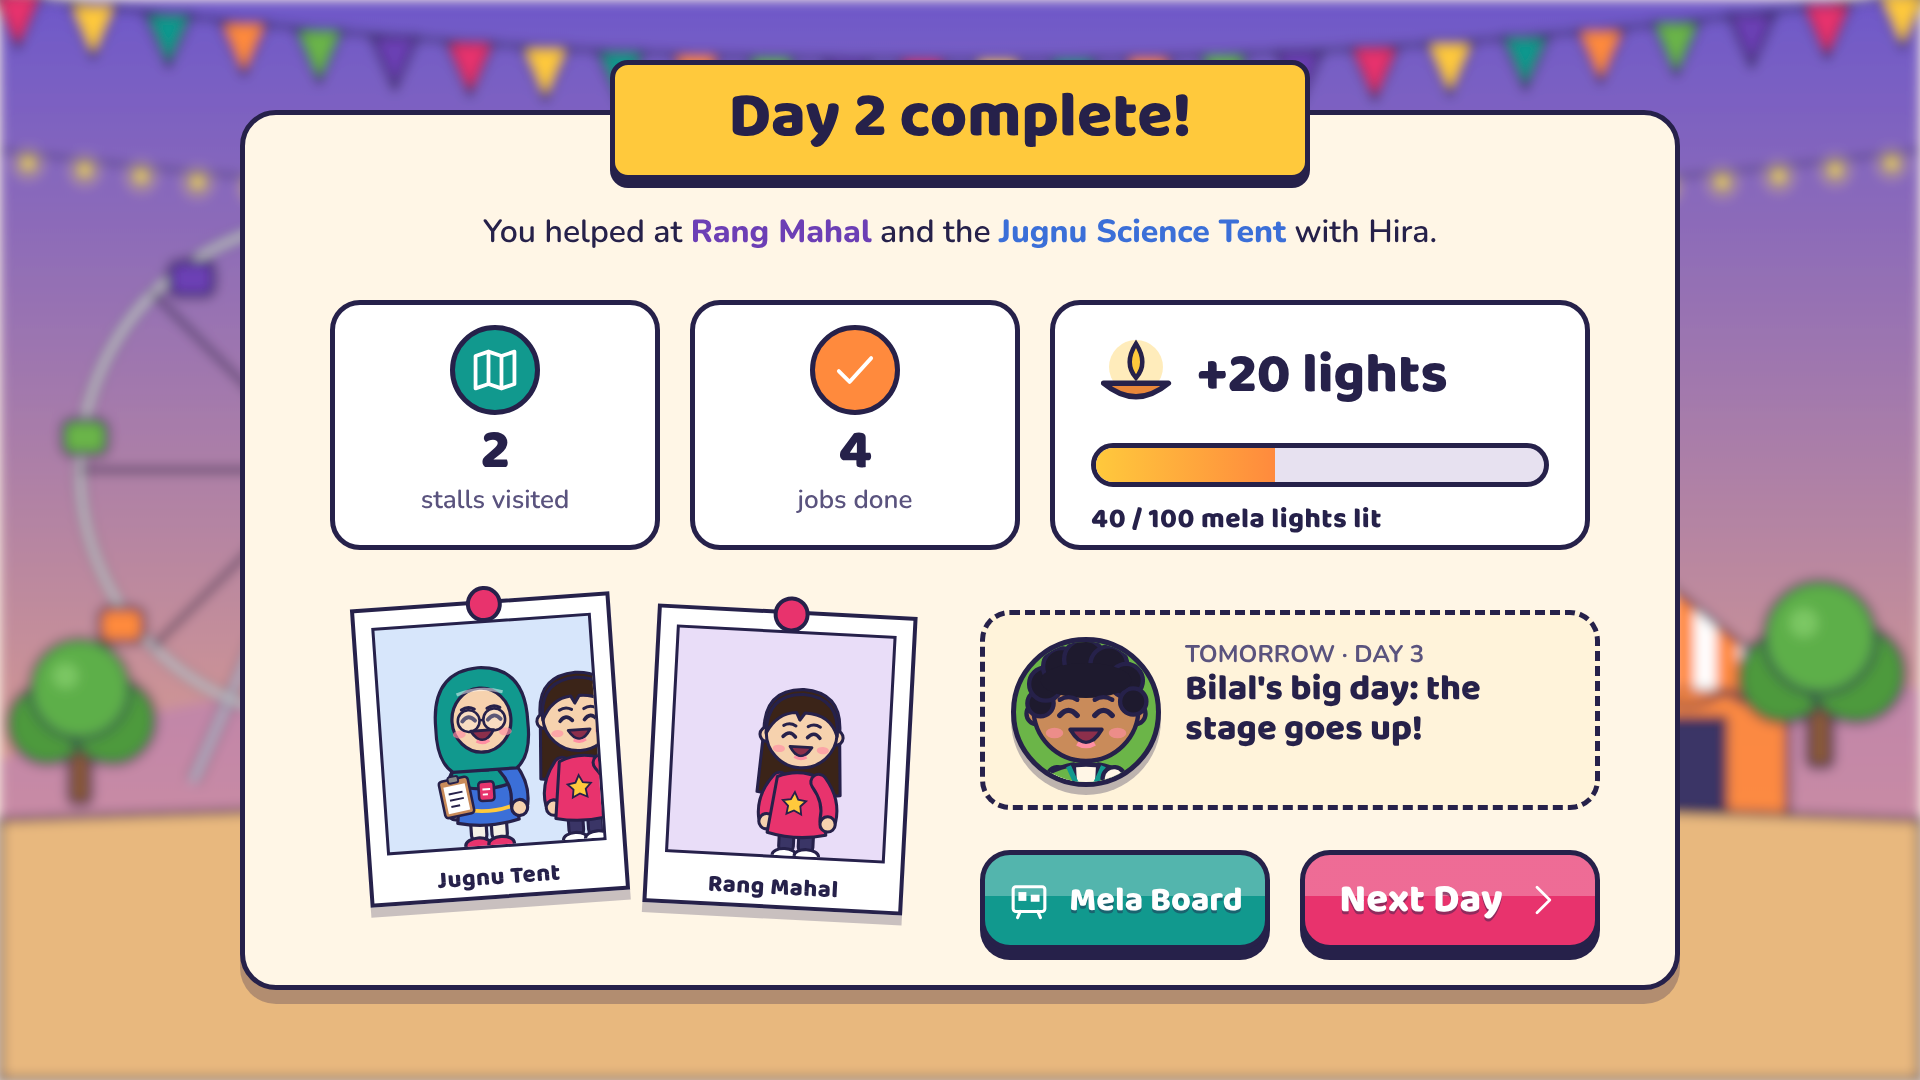 Day 2 complete!
You helped at Rang Mahal and the Jugnu Science Tent with Hira.
2
stalls visited
4
jobs done
+20 lights
40 / 100 mela lights lit
Jugnu Tent
Rang Mahal
TOMORROW · DAY 3
Bilal's big day: the
stage goes up!
Mela Board
Next Day